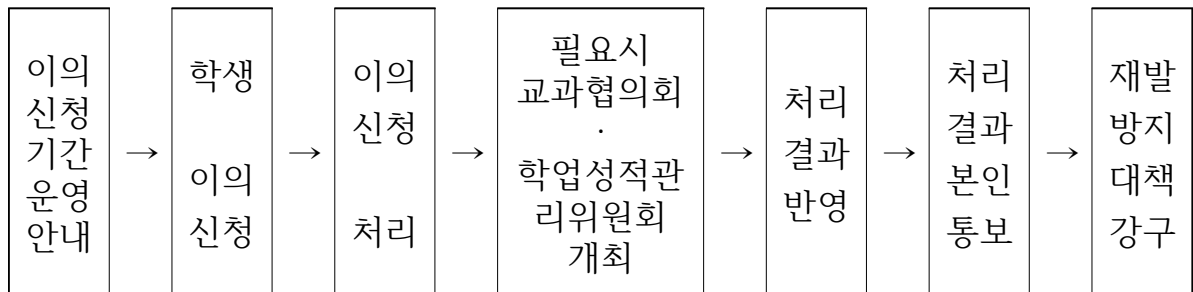 이의
신청
기간
운영
안내
→
학생
이의
신청
→
이의
신청
처리
→
필요시
교과협의회
·
학업성적관
리위원회
개최
→
처리
결과
반영
→
처리
결과
본인
통보
→
재발
방지
대책
강구